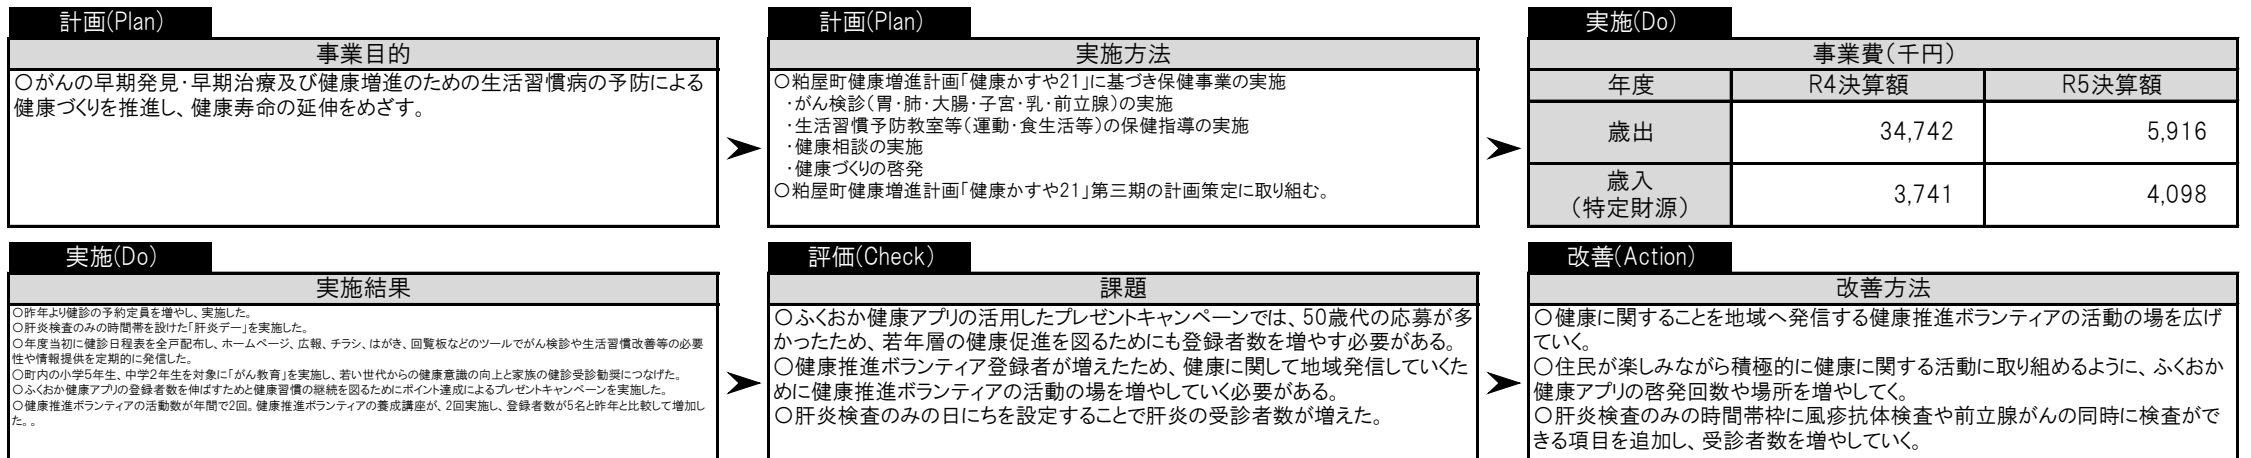 計画(Plan)
事業目的
○がんの早期発見・早期治療及び健康増進のための生活習慣病の予防による
健康づくりを推進し、健康寿命の延伸をめざす。
計画(Plan)
実施方法
○粕屋町健康増進計画「健康かすや21」に基づき保健事業の実施
・がん検診（胃・肺・大腸・子宮・乳・前立腺）の実施
・生活習慣予防教室等（運動・食生活等）の保健指導の実施
・健康相談の実施
・健康づくりの啓発
○粕屋町健康増進計画「健康かすや21」第三期の計画策定に取り組む。
実施(Do)
事業費（千円）
年度 R4決算額 R5決算額
歳出 34,742 5,916
歳入
（特定財源） 3,741 4,098
実施(Do)
実施結果
○昨年より健診の予約定員を増やし、実施した。
○肝炎検査のみの時間帯を設けた「肝炎デー」を実施した。
○年度当初に健診日程表を全戸配布し、ホームページ、広報、チラシ、はがき、回覧板などのツールでがん検診や生活習慣改善等の必要
性や情報提供を定期的に発信した。
○町内の小学5年生、中学2年生を対象に「がん教育」を実施し、若い世代からの健康意識の向上と家族の健診受診勧奨につなげた。
○ふくおか健康アプリの登録者数を伸ばすためと健康習慣の継続を図るためにポイント達成によるプレゼントキャンペーンを実施した。
○健康推進ボランティアの活動数が年間で2回。健康推進ボランティアの養成講座が、2回実施し、登録者数が5名と昨年と比較して増加し
た。。
評価(Check)
課題
○ふくおか健康アプリの活用したプレゼントキャンペーンでは、50歳代の応募が多
かったため、若年層の健康促進を図るためにも登録者数を増やす必要がある。
○健康推進ボランティア登録者が増えたため、健康に関して地域発信していくた
めに健康推進ボランティアの活動の場を増やしていく必要がある。
○肝炎検査のみの日にちを設定することで肝炎の受診者数が増えた。
改善(Action)
改善方法
○健康に関することを地域へ発信する健康推進ボランティアの活動の場を広げ
ていく。
○住民が楽しみながら積極的に健康に関する活動に取り組めるように、ふくおか
健康アプリの啓発回数や場所を増やしてく。
○肝炎検査のみの時間帯枠に風疹抗体検査や前立腺がんの同時に検査がで
きる項目を追加し、受診者数を増やしていく。